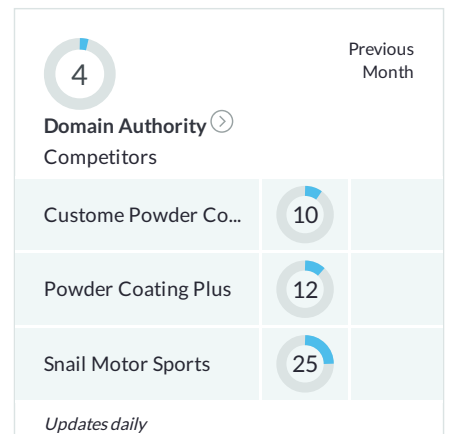 4
Previous
Month
Domain Authority
Competitors
Custome Powder Co... 10
Powder Coating Plus 12
Snail Motor Sports 25
Updates daily